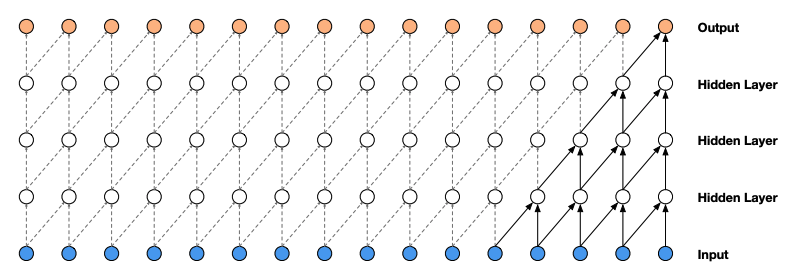 Output
Hidden Layer
Hidden Layer
Hidden Layer
Input